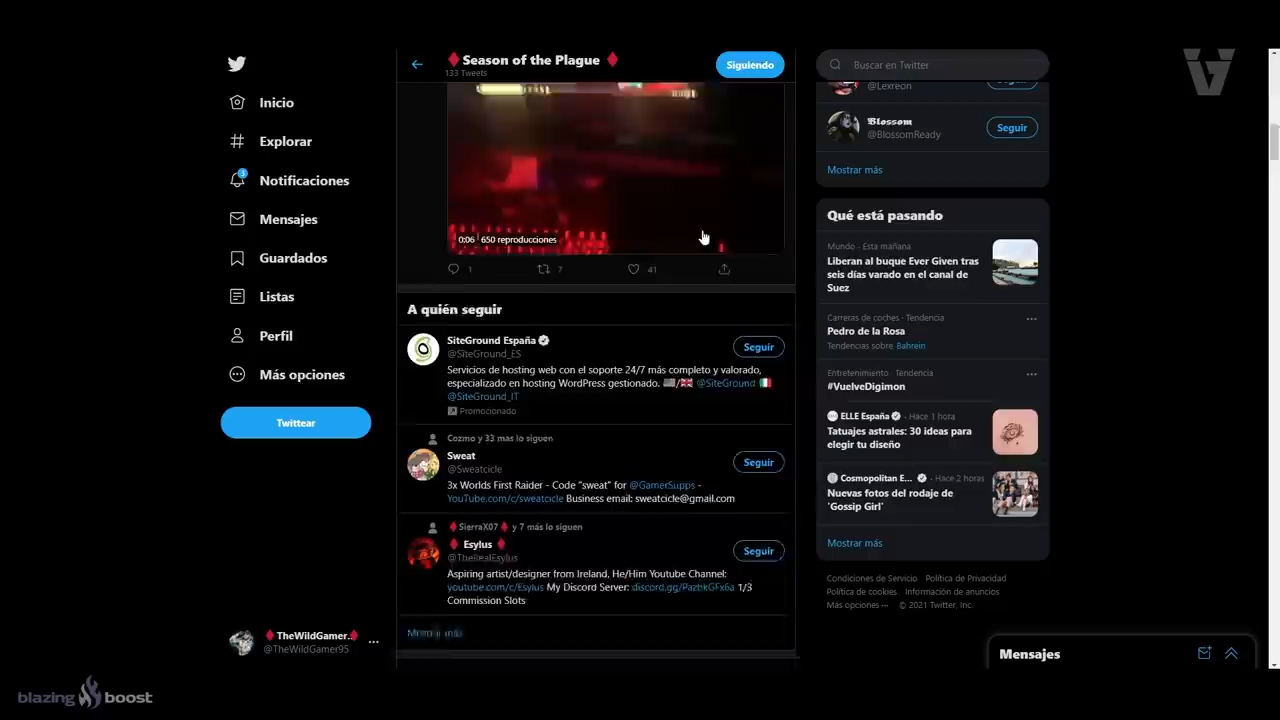 Inicio
Explorar
3
Notificaciones
Mensajes
Guardados
Listas
Perfil
Más opciones
Twittear
TheWildGamer..
@TheWildGamer95
Season of the Plague
133 Tweets
Siguiendo
0:06 650 reproducciones
1 7 41
A quién seguir
SiteGround España
@SiteGround_ES
Seguir
Servicios de hosting web con el soporte 24/7 más completo y valorado,
especializado en hosting WordPress gestionado. / @SiteGround
@SiteGround_IT
Promocionado
Cozmo y 33 más lo siguen
Sweat
@Sweatcicle
Seguir
3x Worlds First Raider - Code "sweat" for @GamerSupps -
YouTube.com/c/sweatcicle Business email: sweatcicle@gmail.com
SierraX07 y 7 más lo siguen
Esylus
@TheRealEsylus
Seguir
Aspiring artist/designer from Ireland, He/Him Youtube Channel:
youtube.com/c/Esylus My Discord Server: 1/3
Commission Slots
Buscar en Twitter
@Lexreon
Blossom
@BlossomReady
Seguir
Mostrar más
Qué está pasando
Mundo · Esta mañana
Liberan al buque Ever Given tras
seis días varado en el canal de
Suez
Carreras de coches · Tendencia
Pedro de la Rosa
Tendencias sobre Bahrein
Entretenimiento · Tendencia
#VuelveDigimon
ELLE España · Hace 1 hora
Tatuajes astrales: 30 ideas para
elegir tu diseño
Cosmopolitan E... · Hace 2 horas
Nuevas fotos del rodaje de
'Gossip Girl'
Mostrar más
Condiciones de Servicio Política de Privacidad
Política de cookies Información de anuncios
Más opciones ··· © 2021 Twitter, Inc.
Mensajes
blazing boost